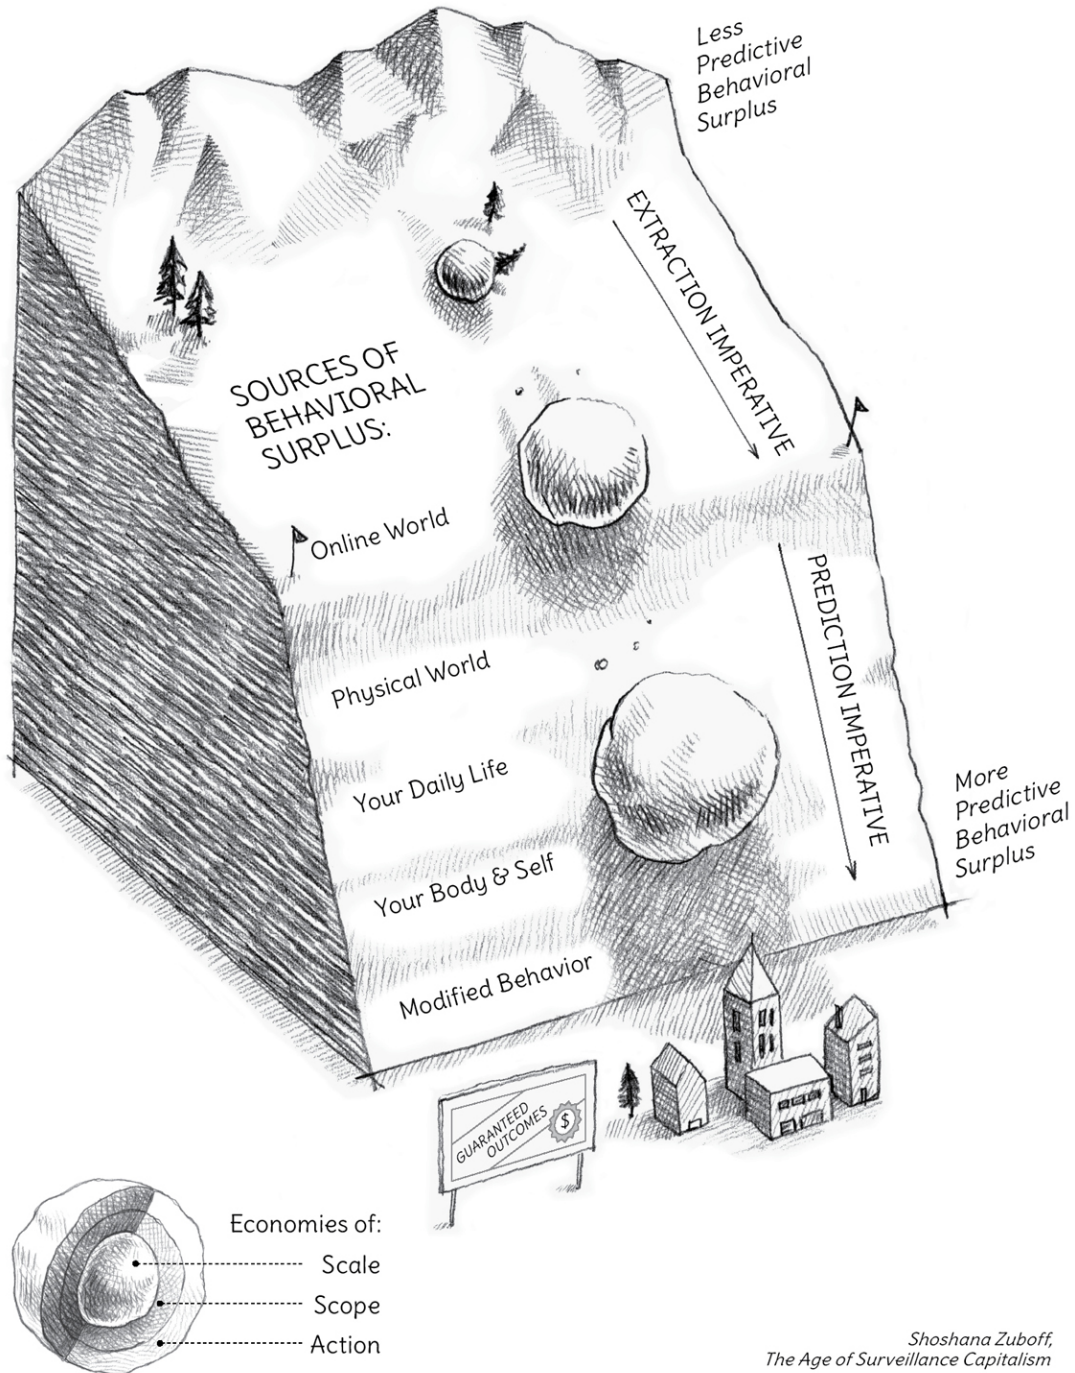 Less
Predictive
Behavioral
Surplus
EXTRACTION IMPERATIVE
SOURCES OF
BEHAVIORAL
SURPLUS:
Online World
PREDICTION IMPERATIVE
Physical World
Your Daily Life
More
Predictive
Behavioral
Surplus
Your Body & Self
Modified Behavior
GUARANTEED
OUTCOMES
$
Economies of:
Scale
Scope
Action
Shoshana Zuboff,
The Age of Surveillance Capitalism